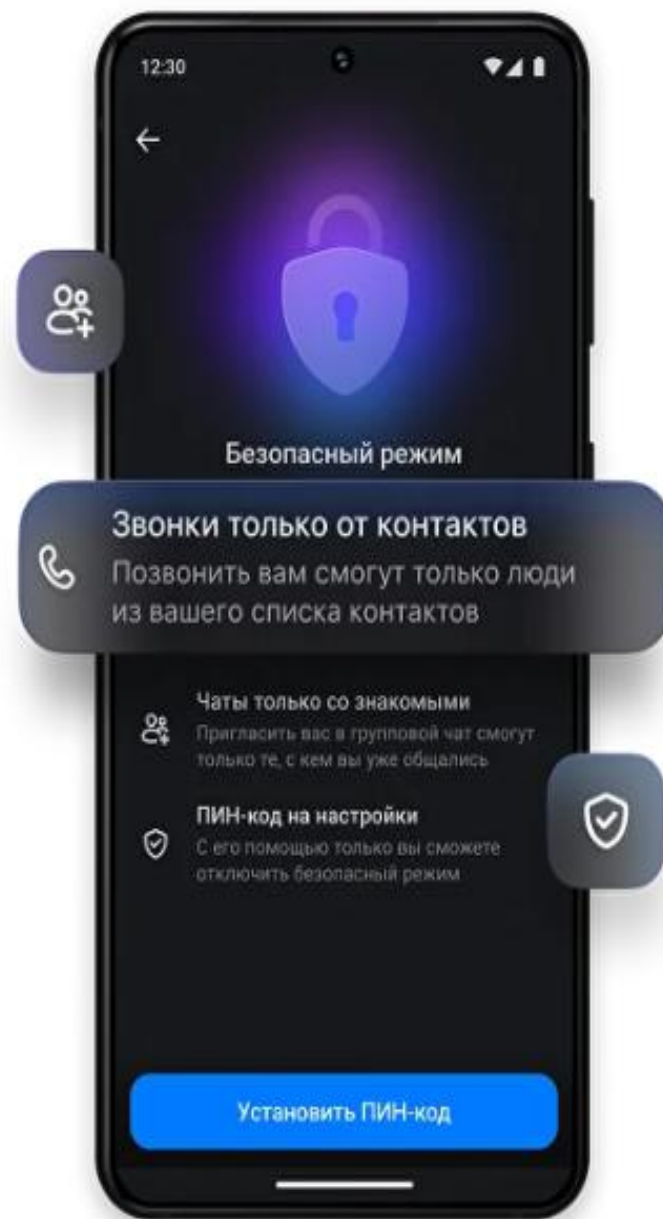 12:30
Безопасный режим
Звонки только от контактов
Позвонить вам смогут только люди
из вашего списка контактов
Чаты только со знакомыми
Пригласить вас в групповой чат смогут
только те, с кем вы уже общались
ПИН-код на настройки
С его помощью только вы сможете
отключить безопасный режим
Установить ПИН-код